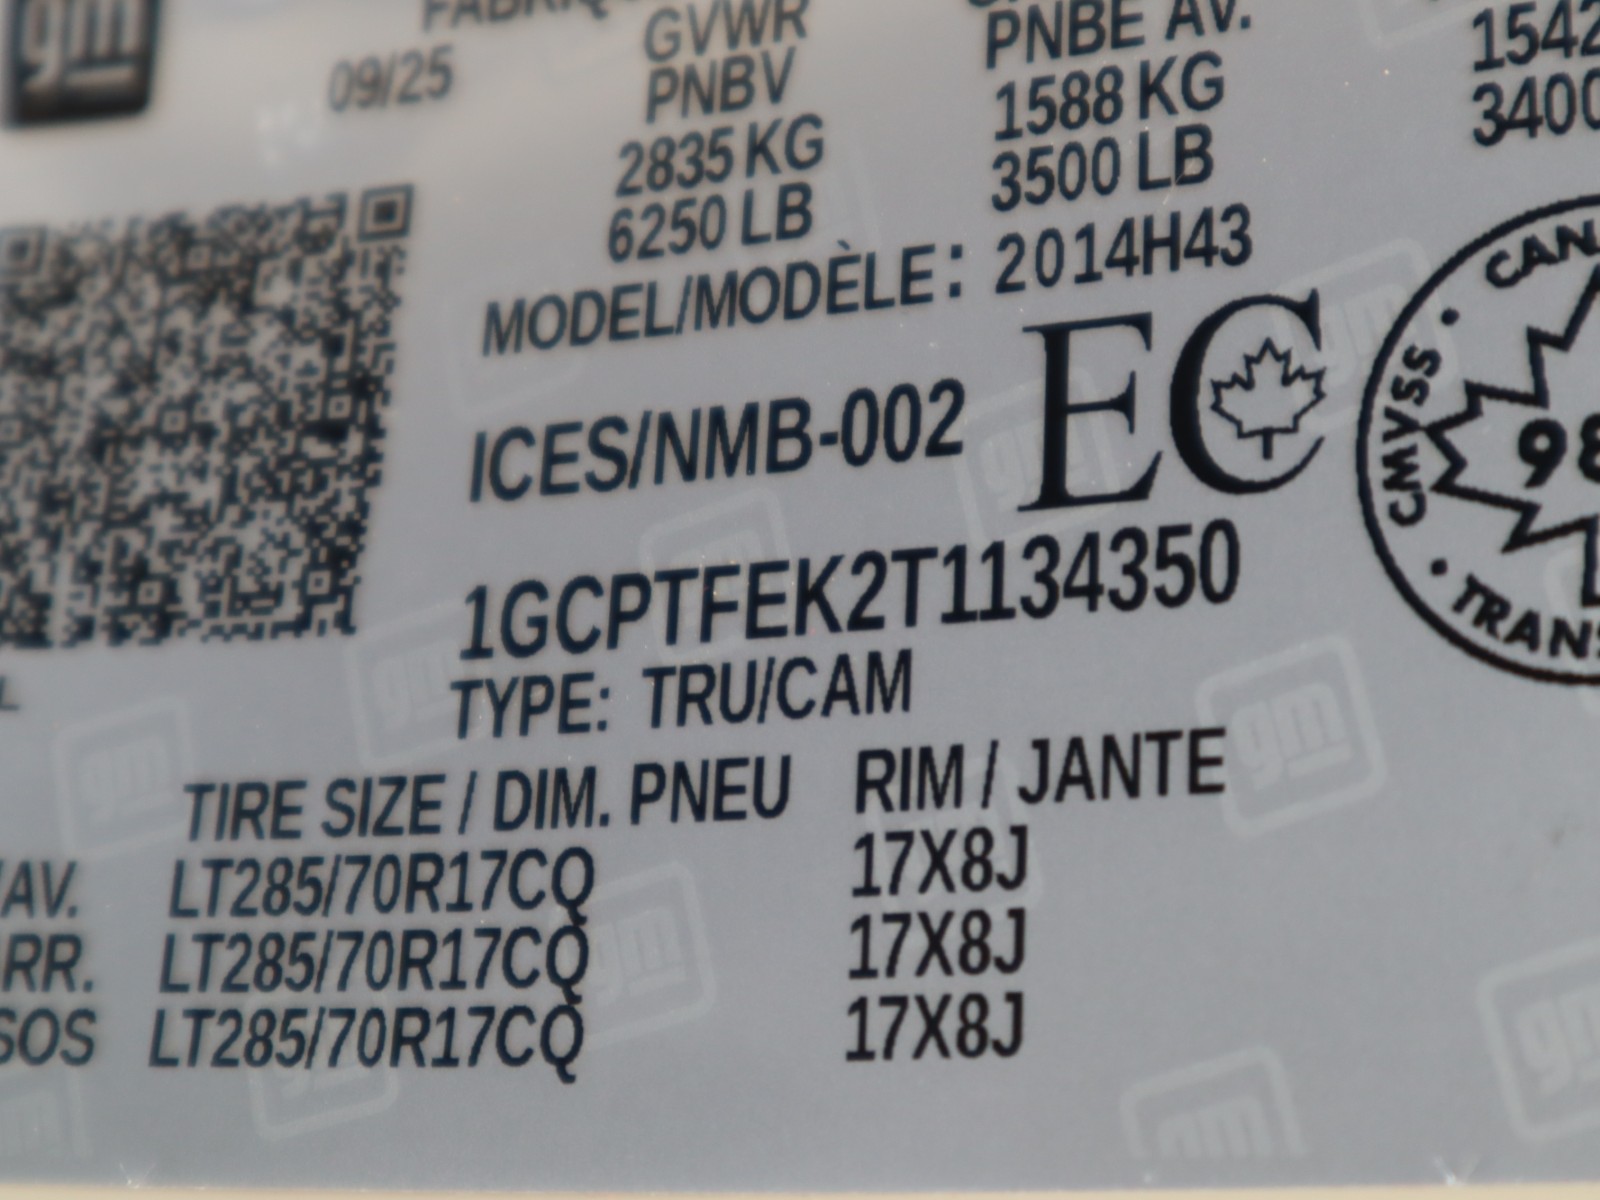 gm
09/25
GVWR
PNBV
2835 KG
6250 LB
PNBE AV.
1588 KG
3500 LB
MODEL/MODÈLE: 2014H43
ICES/NMB-002 EC
CMVSS
98
1GCPTFEK2T1134350
TYPE: TRU/CAM
TIRE SIZE / DIM. PNEU RIM / JANTE
AV. LT285/70R17CQ 17X8J
RR. LT285/70R17CQ 17X8J
SOS LT285/70R17CQ 17X8J